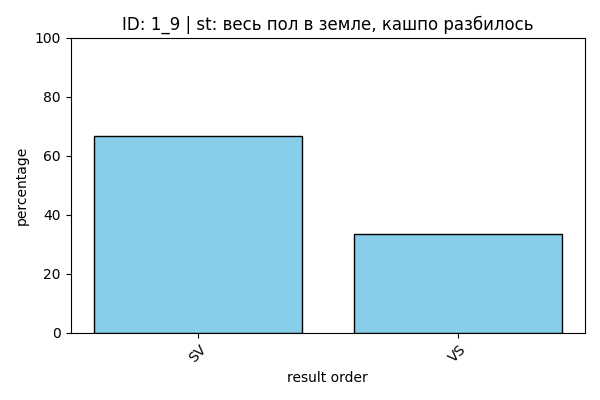 ID: 1_9 | st: весь пол в земле, кашпо разбилось
100
80
60
40
20
0
percentage
SV
VS
result order